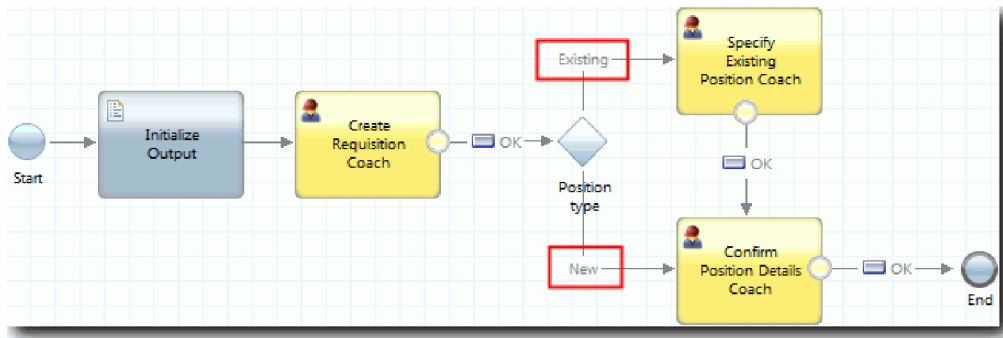 Start
Initialize
Output
Create
Requisition
Coach
OK
Existing
Position
type
New
Specify
Existing
Position Coach
OK
Confirm
Position Details
Coach
OK
End